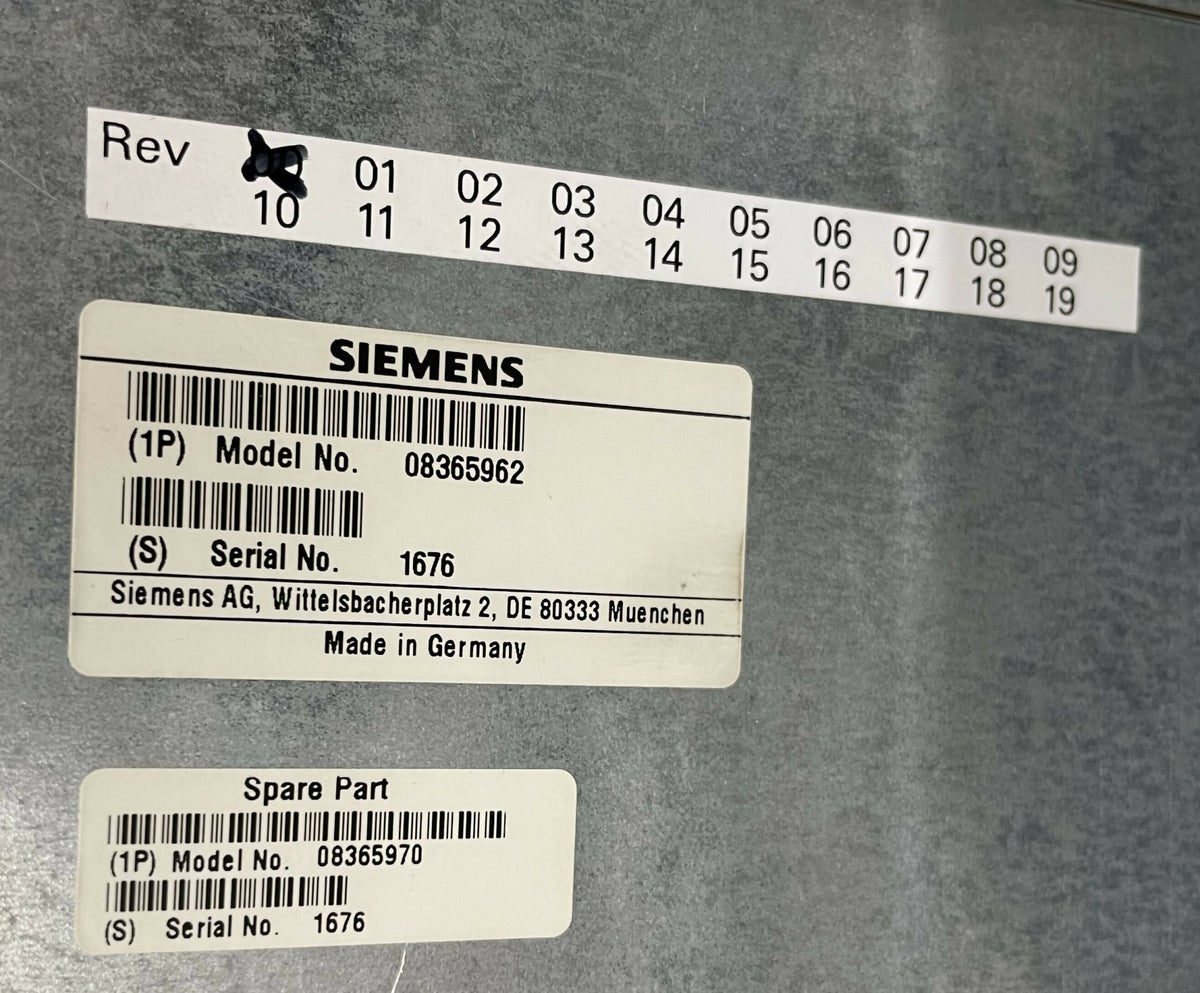 Rev 01 02 03 04 05 06 07 08 09
10 11 12 13 14 15 16 17 18 19
SIEMENS
(1P) Model No. 08365962
(S) Serial No. 1676
Siemens AG, Wittelsbacherplatz 2, DE 80333 Muenchen
Made in Germany
Spare Part
(1P) Model No. 08365970
(S) Serial No. 1676